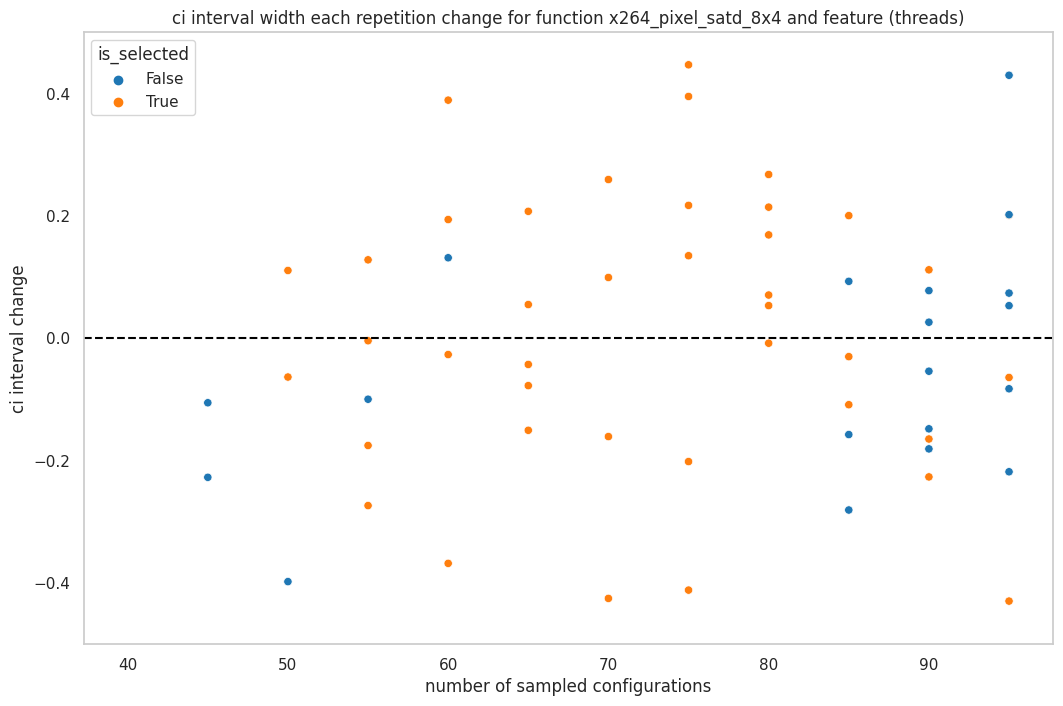 ci interval width each repetition change for function x264_pixel_satd_8x4 and feature (threads)
is_selected
False
True
ci interval change
0.4
0.2
0.0
−0.2
−0.4
40 50 60 70 80 90
number of sampled configurations